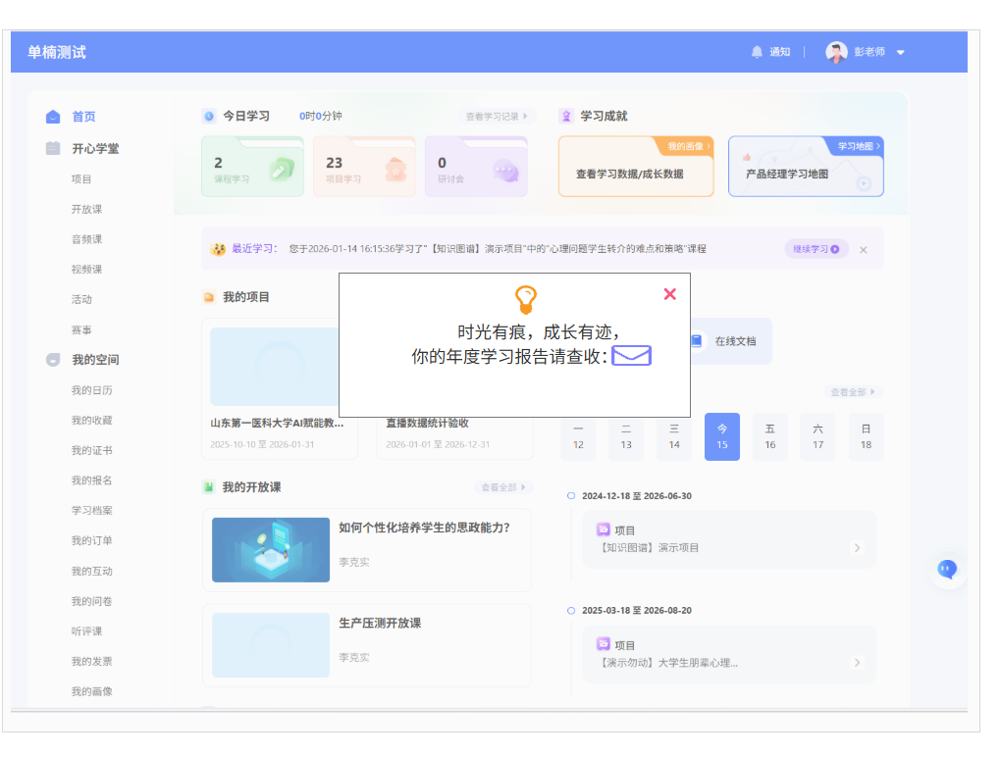 单楠测试
通知
彭老师
首页
开心学堂
项目
开放课
音频课
视频课
活动
赛事
我的空间
我的日历
我的收藏
我的证书
我的报名
学习档案
我的订单
我的互动
我的问卷
听评课
我的发票
我的画像
今日学习 0时0分钟 查看学习记录
2
课程学习
23
项目学习
0
研讨会
学习成就
我的画像
查看学习数据/成长数据
学习地图
产品经理学习地图
最近学习： 您于2026-01-14 16:15:36学习了"【知识图谱】演示项目"中的"心理问题学生转介的难点和策略"课程 继续学习
时光有痕，成长有迹，
你的年度学习报告请查收：
我的项目
山东第一医科大学AI赋能教...
2025-10-10 至 2026-01-31
直播数据统计验收
2026-01-01 至 2026-12-31
在线文档
查看全部
一 二 三 今 五 六 日
12 13 14 15 16 17 18
我的开放课 查看全部
如何个性化培养学生的思政能力?
李克实
生产压测开放课
李克实
2024-12-18 至 2026-06-30
项目
【知识图谱】演示项目
2025-03-18 至 2026-08-20
项目
【演示勿动】大学生朋辈心理...